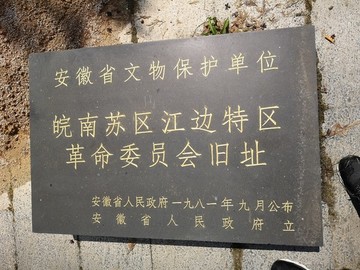 安徽省文物保护单位
皖南苏区江边特区
革命委员会旧址
安徽省人民政府一九八一年九月公布
安徽省人民政府立